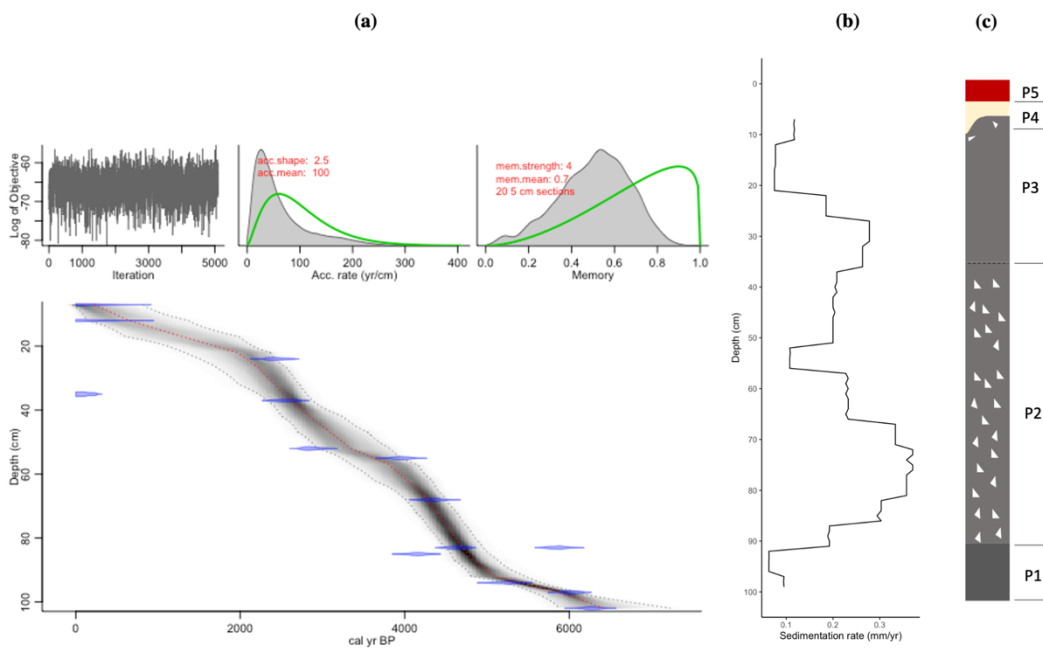 (a)
(b)
(c)
Log of Objective
-60
-70
-80
0 1000 2000 3000 4000 5000
Iteration
acc.shape: 2.5
acc.mean: 100
0 100 200 300 400
Acc. rate (yr/cm)
mem.strength: 4
mem.mean: 0.7
20 5 cm sections
0.0 0.2 0.4 0.6 0.8 1.0
Memory
Depth (cm)
20
40
60
80
100
0 2000 4000 6000
cal yr BP
Depth (cm)
0
10
20
30
40
50
60
70
80
90
100
0.1 0.2 0.3
Sedimentation rate (mm/yr)
P5
P4
P3
P2
P1